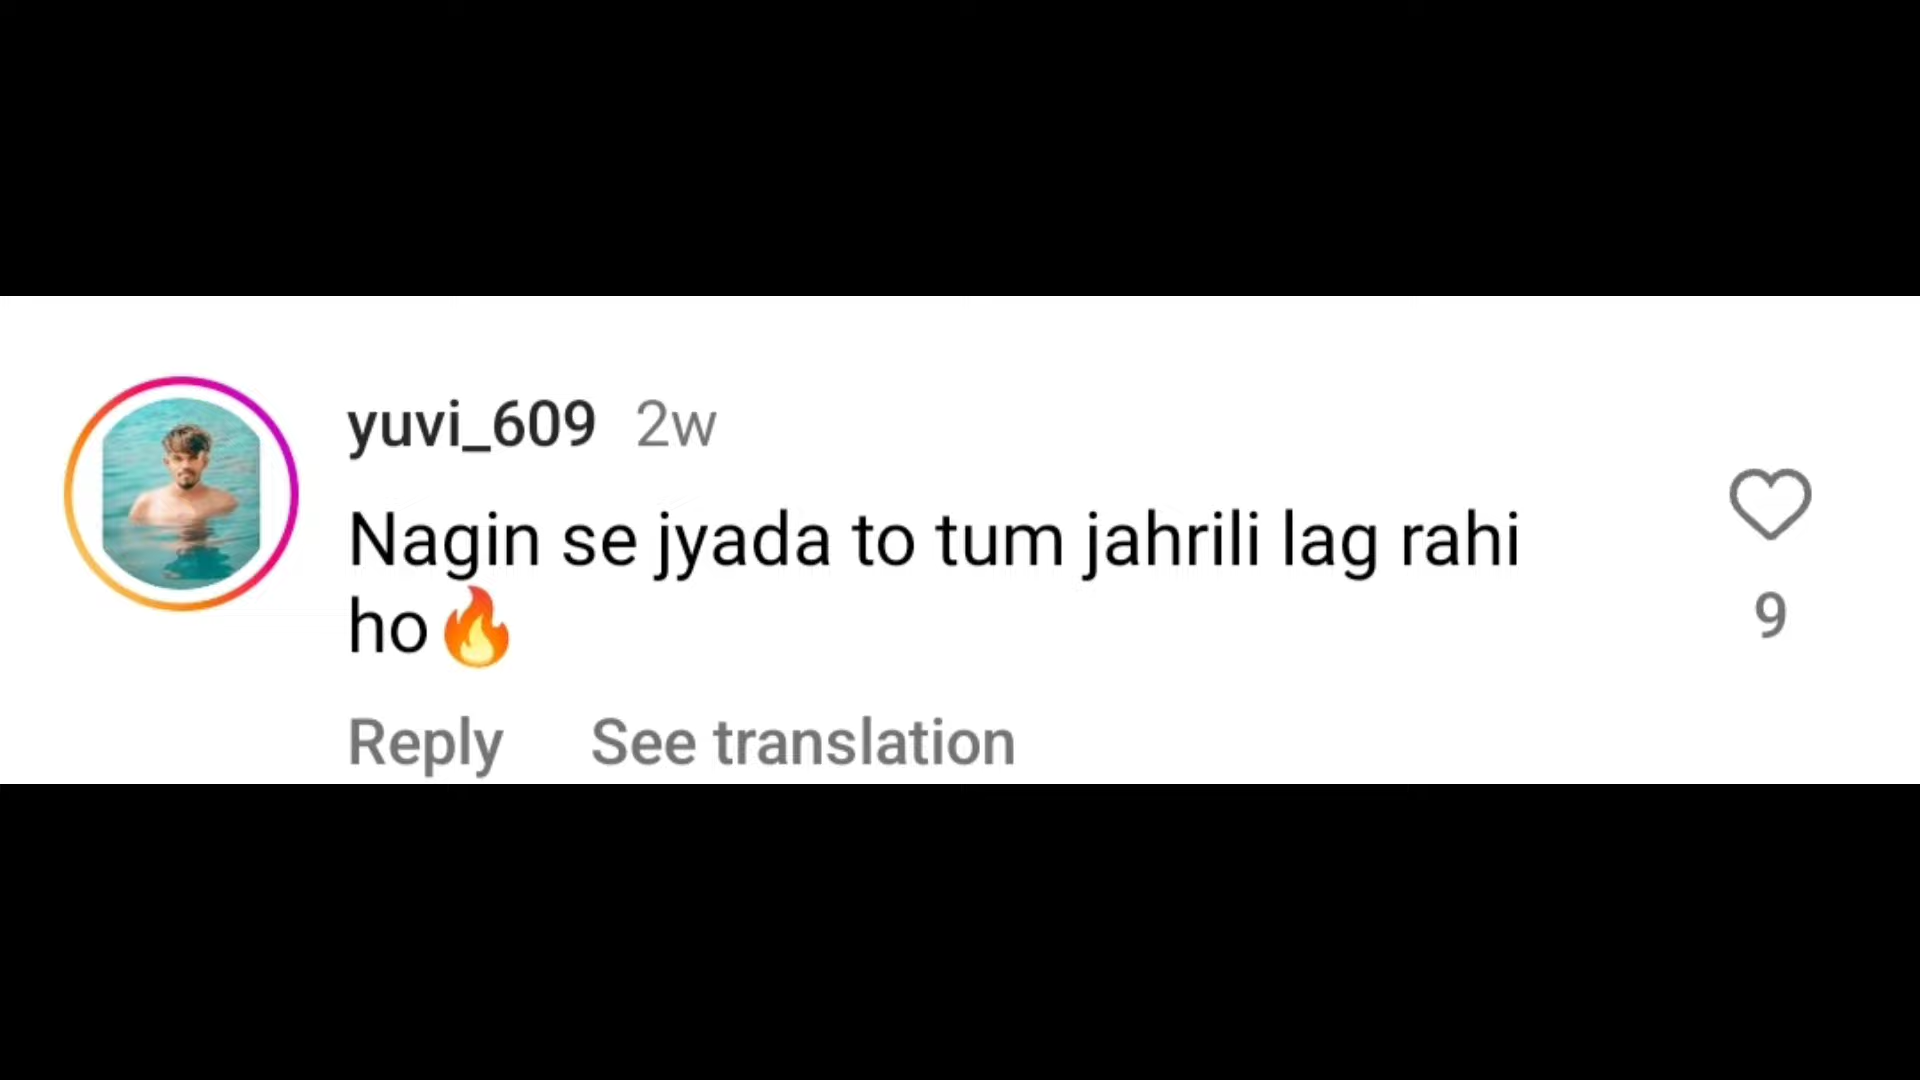 yuvi_609 2w
Nagin se jyada to tum jahrili lag rahi
ho🔥
9
Reply See translation